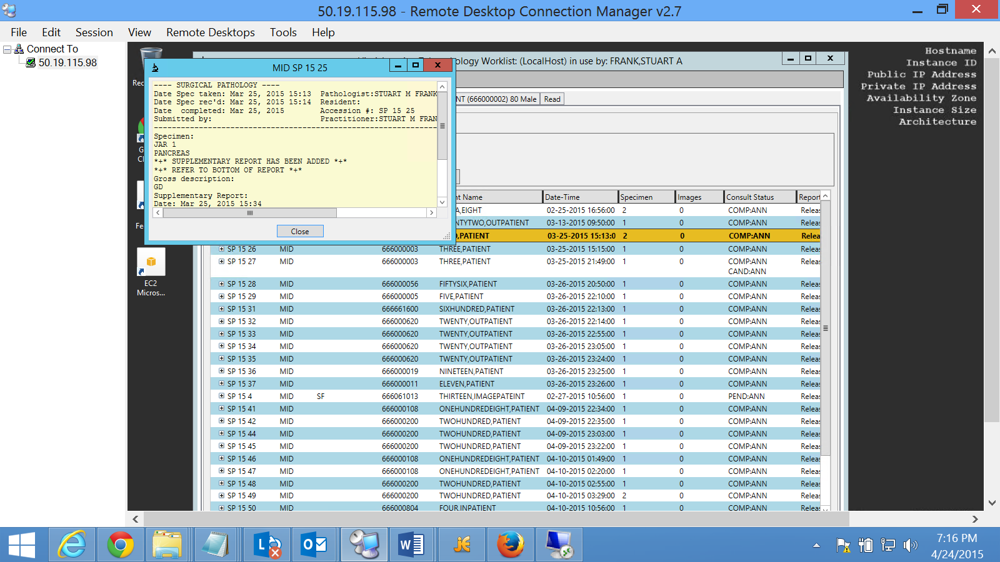 50.19.115.98 - Remote Desktop Connection Manager v2.7
File Edit Session View Remote Desktops Tools Help
Connect To
50.19.115.98
Hostname
Instance ID
Public IP Address
Private IP Address
Availability Zone
Instance Size
Architecture
Worklist: (LocalHost) in use by: FRANK,STUART A
NT (666000002) 80 Male Read
MID SP 15 25
---- SURGICAL PATHOLOGY ----
Date Spec taken: Mar 25, 2015 15:13 Pathologist:STUART M FRANK
Date Spec rec'd: Mar 25, 2015 15:14 Resident:
Date completed: Mar 25, 2015 Accession #: SP 15 25
Submitted by: Practitioner:STUART M FRAN
Specimen:
JAR 1
PANCREAS
*+* SUPPLEMENTARY REPORT HAS BEEN ADDED *+*
*+* REFER TO BOTTOM OF REPORT *+*
Gross description:
GD
Supplementary Report:
Date: Mar 25, 2015 15:34
Close
Rec
G
Cl
Fe
EC2
Micros...
nt Name Date-Time Specimen Images Consult Status Report
A,EIGHT 02-25-2015 16:56:00 2 0 COMP:ANN Releas
NTYTWO,OUTPATIENT 03-13-2015 09:50:00 1 0 COMP:ANN Releas
O,PATIENT 03-25-2015 15:13:0 2 0 COMP:ANN Relea
SP 15 26 MID 666000003 THREE,PATIENT 03-25-2015 15:15:00 1 0 COMP:ANN Releas
SP 15 27 MID 666000003 THREE,PATIENT 03-25-2015 21:49:00 1 0 COMP:ANN Releas
CAND:ANN
SP 15 28 MID 666000056 FIFTYSIX,PATIENT 03-26-2015 20:50:00 1 0 COMP:ANN Releas
SP 15 29 MID 666000005 FIVE,PATIENT 03-26-2015 22:10:00 1 0 COMP:ANN Releas
SP 15 31 MID 666661600 SIXHUNDRED,PATIENT 03-26-2015 22:13:00 1 0 COMP:ANN Releas
SP 15 32 MID 666000620 TWENTY,OUTPATIENT 03-26-2015 22:14:00 1 0 COMP:ANN Releas
SP 15 33 MID 666000620 TWENTY,OUTPATIENT 03-26-2015 22:55:00 1 0 COMP:ANN Releas
SP 15 34 MID 666000620 TWENTY,OUTPATIENT 03-26-2015 23:05:00 1 0 COMP:ANN Releas
SP 15 35 MID 666000620 TWENTY,OUTPATIENT 03-26-2015 23:24:00 1 0 COMP:ANN Releas
SP 15 36 MID 666000019 NINETEEN,PATIENT 03-26-2015 23:25:00 1 0 COMP:ANN Releas
SP 15 37 MID 666000011 ELEVEN,PATIENT 03-26-2015 23:26:00 1 0 COMP:ANN Releas
SP 15 4 MID SF 666061013 THIRTEEN,IMAGEPATEINT 02-27-2015 10:56:00 1 0 PEND:ANN Releas
SP 15 41 MID 666000108 ONEHUNDREDEIGHT,PATIENT 04-09-2015 22:34:00 1 0 COMP:ANN Releas
SP 15 42 MID 666000200 TWOHUNDRED,PATIENT 04-09-2015 22:35:00 1 0 COMP:ANN Releas
SP 15 44 MID 666000200 TWOHUNDRED,PATIENT 04-09-2015 23:03:00 1 0 COMP:ANN Releas
SP 15 45 MID 666000200 TWOHUNDRED,PATIENT 04-09-2015 23:22:00 1 0 COMP:ANN Releas
SP 15 46 MID 666000108 ONEHUNDREDEIGHT,PATIENT 04-10-2015 01:49:00 1 0 COMP:ANN Releas
SP 15 47 MID 666000108 ONEHUNDREDEIGHT,PATIENT 04-10-2015 02:20:00 1 0 COMP:ANN Releas
SP 15 48 MID 666000200 TWOHUNDRED,PATIENT 04-10-2015 02:55:00 1 0 COMP:ANN Releas
SP 15 49 MID 666000200 TWOHUNDRED,PATIENT 04-10-2015 03:29:00 2 0 COMP:ANN Releas
SP 15 50 MID 666000804 FOUR,INPATIENT 04-10-2015 10:56:00 1 0 COMP:ANN Releas
7:16 PM
4/24/2015